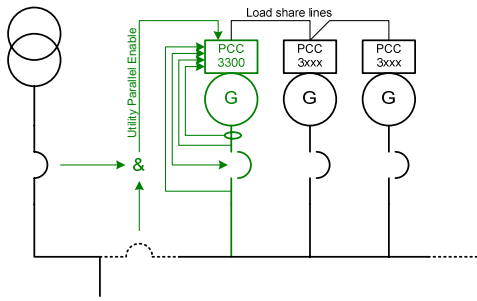 Load share lines
Utility Parallel Enable
PCC
3300
PCC
3xxx
PCC
3xxx
G
G
G
&